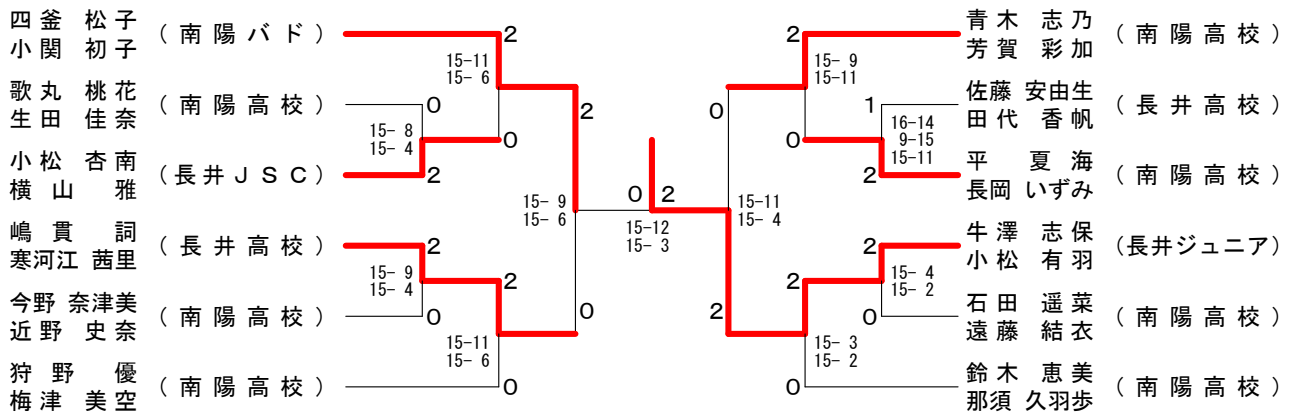 四釜 松子
小関 初子
(南陽バド)
2
15-11
15- 6
歌丸 桃花
生田 佳奈
(南陽高校)
0
15- 8
15- 4
0
小松 杏南
横山 雅
(長井JSC)
2
2
15- 9
15- 6
嶋貫 詞
寒河江 茜里
(長井高校)
2
15- 9
15- 4
2
今野 奈津美
近野 史奈
(南陽高校)
0
0
15-11
15- 6
狩野 優
梅津 美空
(南陽高校)
0
0 2
15-12
15- 3
2
15- 9
15-11
青木 志乃
芳賀 彩加
(南陽高校)
0
1
16-14
9-15
15-11
佐藤 安由生
田代 香帆
(長井高校)
0
2
平 夏海
長岡 いずみ
(南陽高校)
15-11
15- 4
2
2
15- 4
15- 2
牛澤 志保
小松 有羽
(長井ジュニア)
2
0
石田 遥菜
遠藤 結衣
(南陽高校)
15- 3
15- 2
0
鈴木 恵美
那須 久羽歩
(南陽高校)